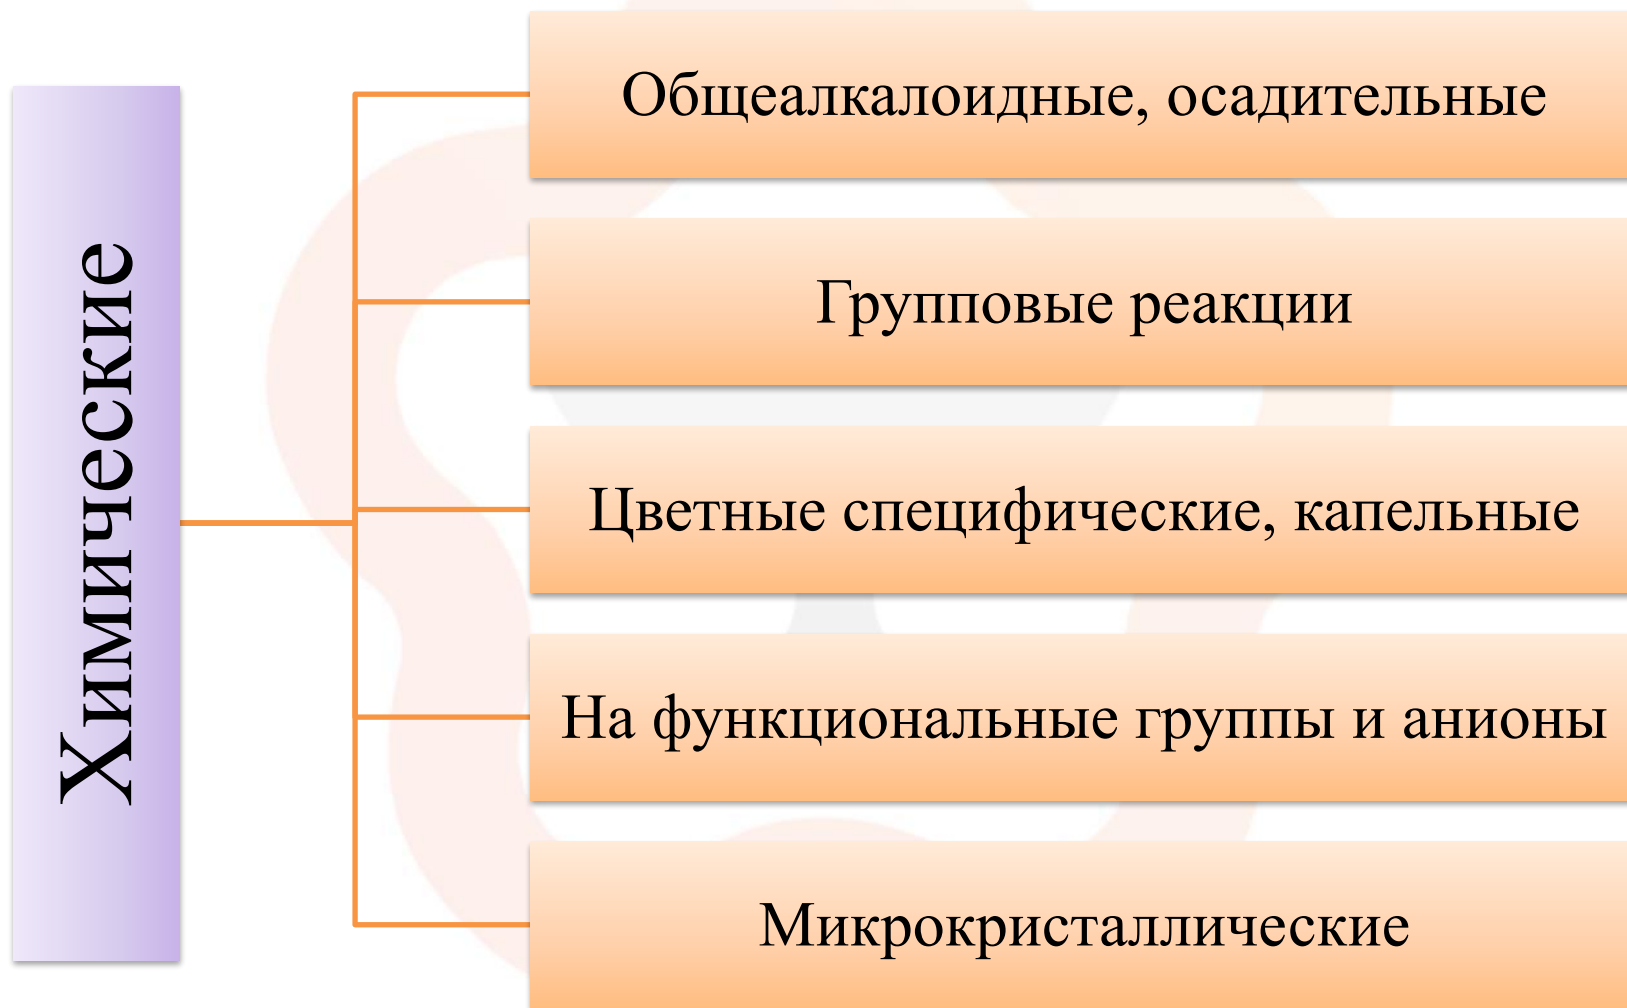 Химические
Общеалкалоидные, осадительные
Групповые реакции
Цветные специфические, капельные
На функциональные группы и анионы
Микрокристаллические